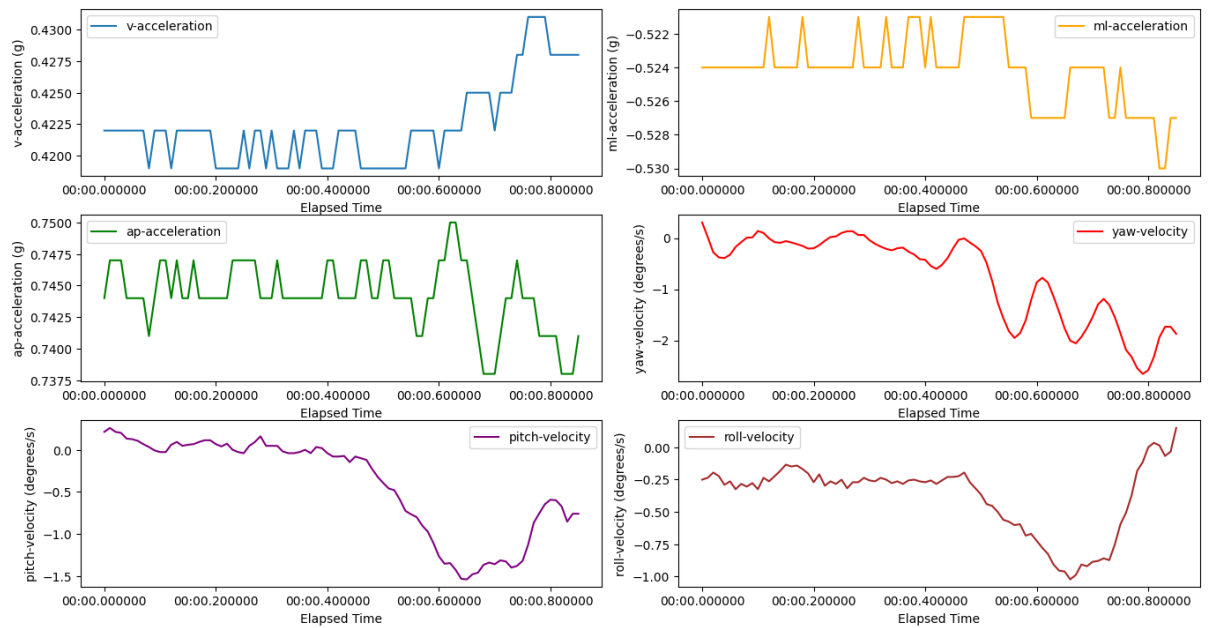 v-acceleration
v-acceleration (g)
0.4300
0.4275
0.4250
0.4225
0.4200
00:00.000000 00:00.200000 00:00.400000 00:00.600000 00:00.800000
Elapsed Time
ml-acceleration
ml-acceleration (g)
−0.522
−0.524
−0.526
−0.528
−0.530
00:00.000000 00:00.200000 00:00.400000 00:00.600000 00:00.800000
Elapsed Time
ap-acceleration
ap-acceleration (g)
0.7500
0.7475
0.7450
0.7425
0.7400
0.7375
00:00.000000 00:00.200000 00:00.400000 00:00.600000 00:00.800000
Elapsed Time
yaw-velocity
yaw-velocity (degrees/s)
0
−1
−2
00:00.000000 00:00.200000 00:00.400000 00:00.600000 00:00.800000
Elapsed Time
pitch-velocity
pitch-velocity (degrees/s)
0.0
−0.5
−1.0
−1.5
00:00.000000 00:00.200000 00:00.400000 00:00.600000 00:00.800000
Elapsed Time
roll-velocity
roll-velocity (degrees/s)
0.00
−0.25
−0.50
−0.75
−1.00
00:00.000000 00:00.200000 00:00.400000 00:00.600000 00:00.800000
Elapsed Time